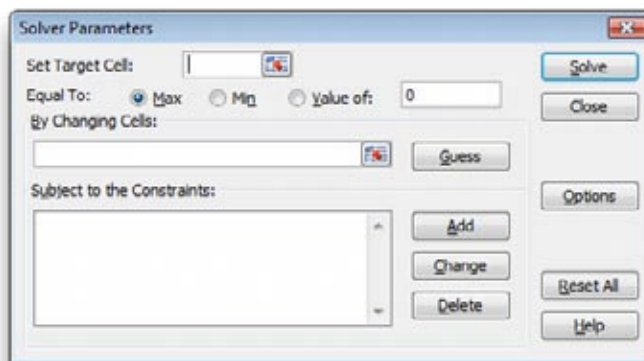 Solver Parameters
Set Target Cell:
Solve
Equal To: Max Min Value of: 0
Close
By Changing Cells:
Guess
Subject to the Constraints:
Options
Add
Change
Reset All
Delete
Help